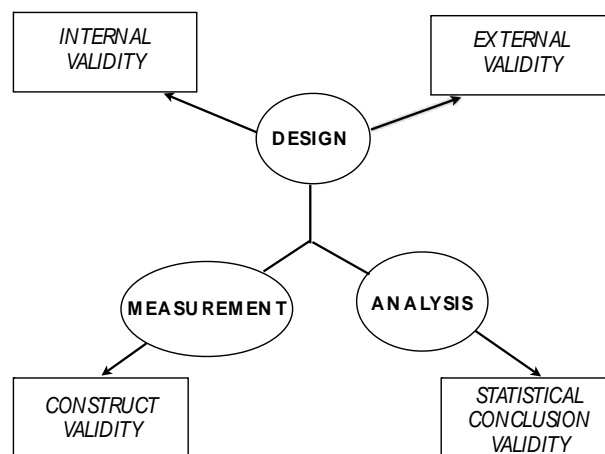 INTERNAL
VALIDITY
EXTERNAL
VALIDITY
DESIGN
MEASUREMENT
ANALYSIS
CONSTRUCT
VALIDITY
STATISTICAL
CONCLUSION
VALIDITY